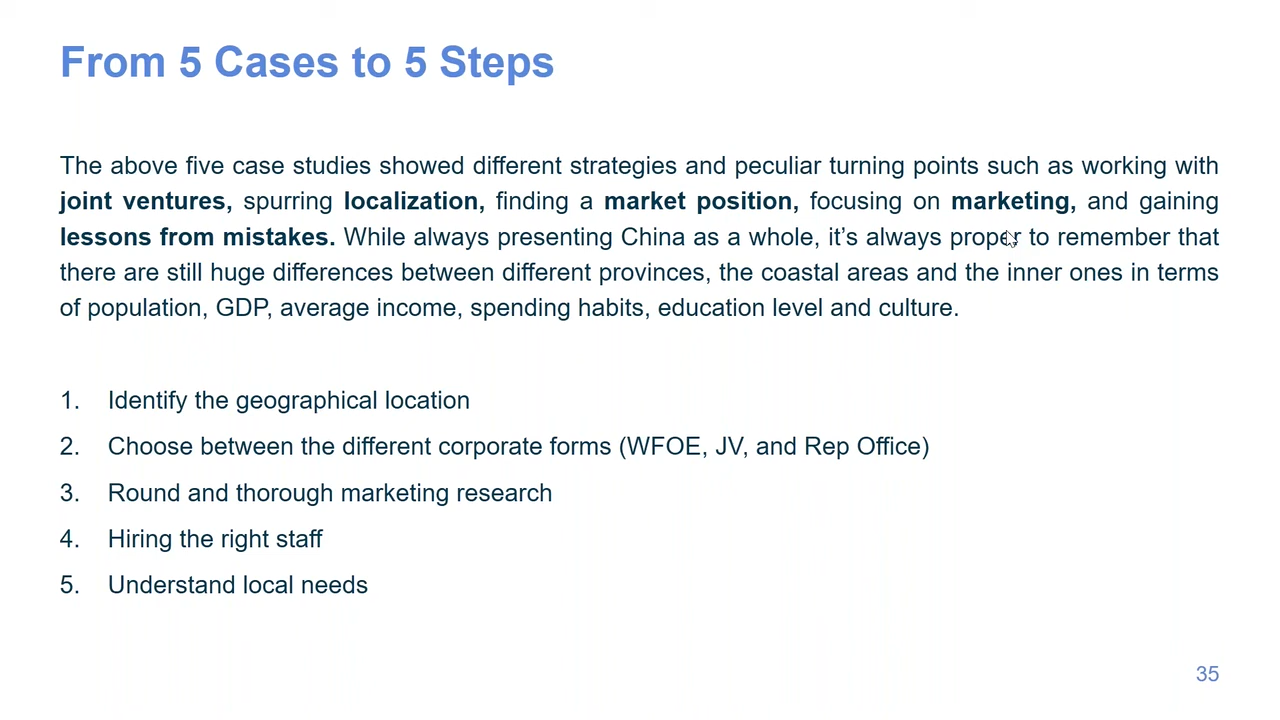 From 5 Cases to 5 Steps
The above five case studies showed different strategies and peculiar turning points such as working with
joint ventures, spurring localization, finding a market position, focusing on marketing, and gaining
lessons from mistakes. While always presenting China as a whole, it’s always proper to remember that
there are still huge differences between different provinces, the coastal areas and the inner ones in terms
of population, GDP, average income, spending habits, education level and culture.
1. Identify the geographical location
2. Choose between the different corporate forms (WFOE, JV, and Rep Office)
3. Round and thorough marketing research
4. Hiring the right staff
5. Understand local needs
35